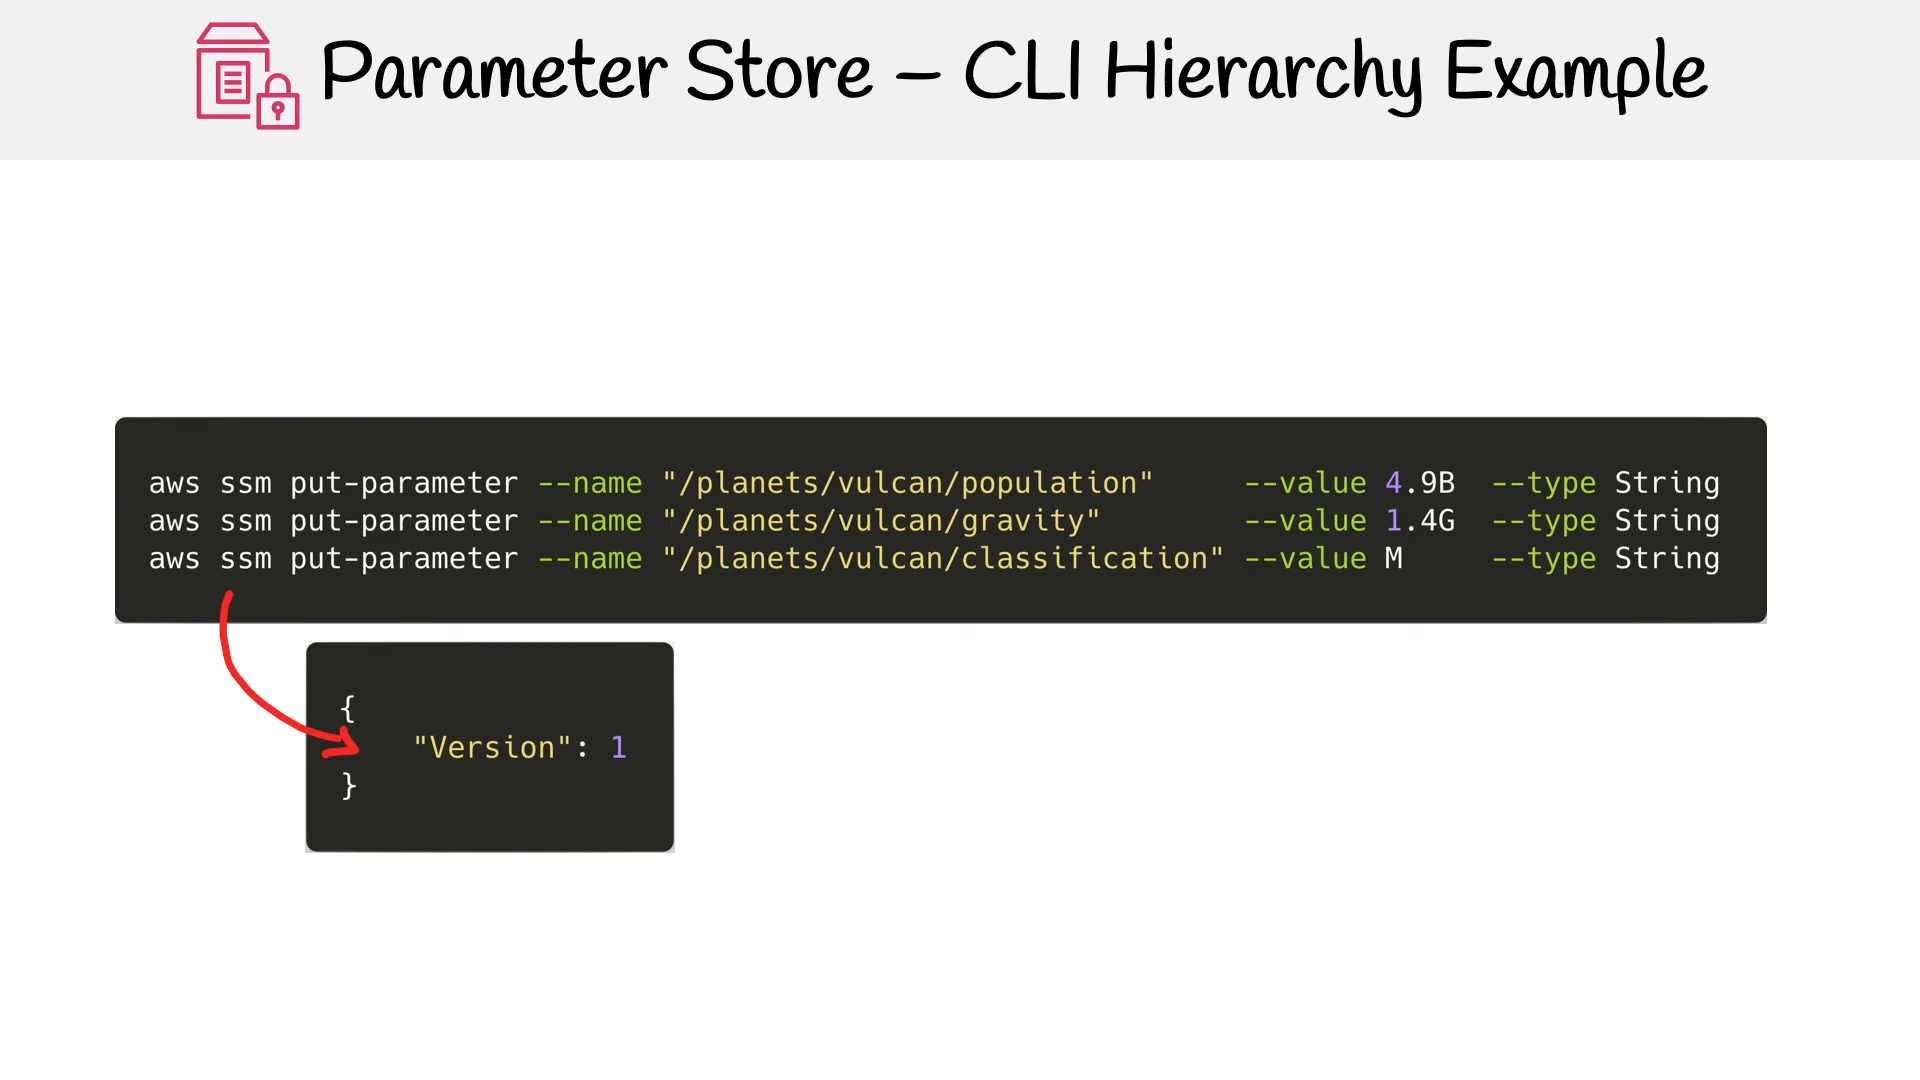 Parameter Store – CLI Hierarchy Example
aws ssm put-parameter --name "/planets/vulcan/population" --value 4.9B --type String
aws ssm put-parameter --name "/planets/vulcan/gravity" --value 1.4G --type String
aws ssm put-parameter --name "/planets/vulcan/classification" --value M --type String
{
"Version": 1
}